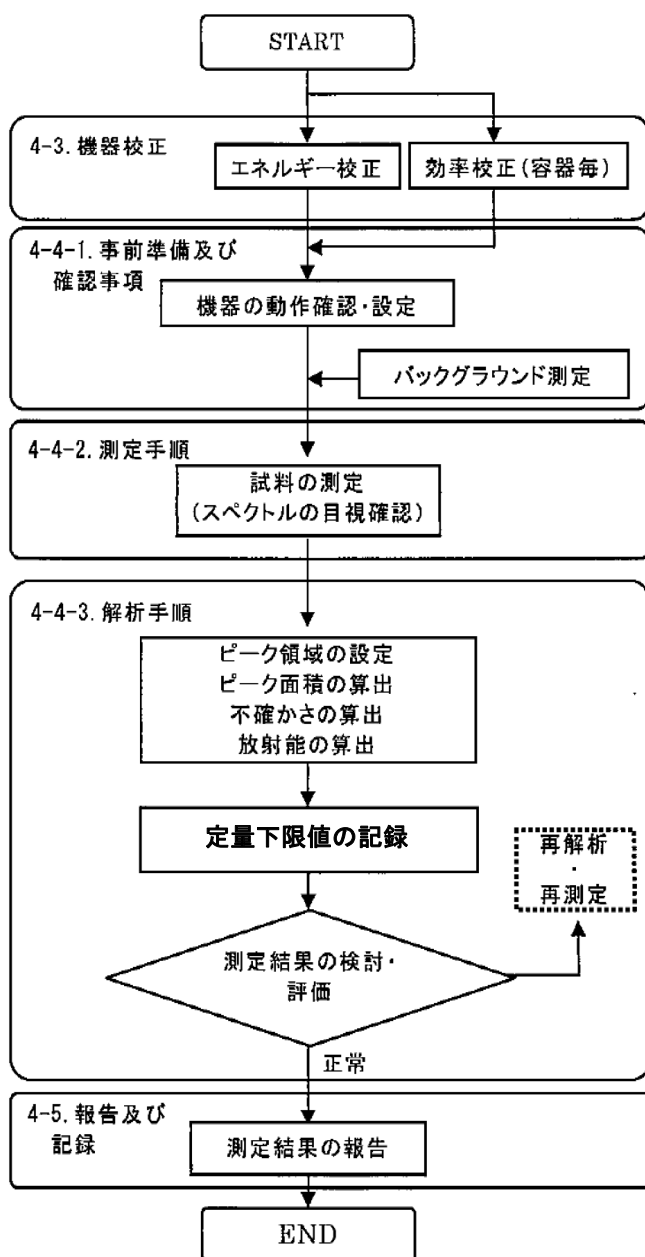 START
4-3. 機器校正
エネルギー校正
効率校正(容器毎)
4-4-1. 事前準備及び
確認事項
機器の動作確認・設定
バックグラウンド測定
4-4-2. 測定手順
試料の測定
(スペクトルの目視確認)
4-4-3. 解析手順
ピーク領域の設定
ピーク面積の算出
不確かさの算出
放射能の算出
定量下限値の記録
再解析
・
再測定
測定結果の検討・
評価
正常
4-5. 報告及び
記録
測定結果の報告
END